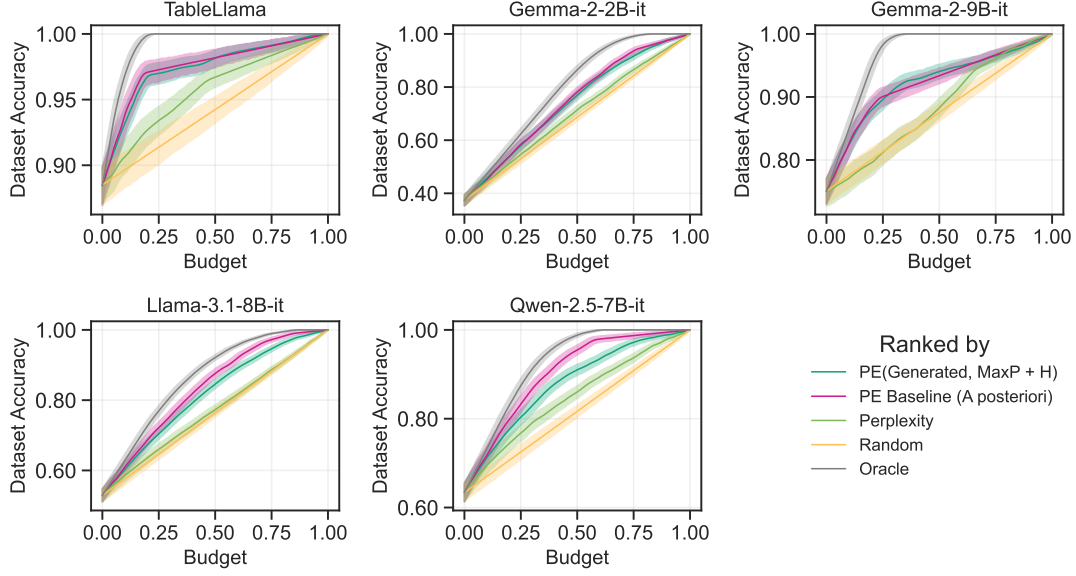 TableLlama
Dataset Accuracy
1.00
0.95
0.90
0.00 0.25 0.50 0.75 1.00
Budget
Gemma-2-2B-it
Dataset Accuracy
1.00
0.80
0.60
0.40
0.00 0.25 0.50 0.75 1.00
Budget
Gemma-2-9B-it
Dataset Accuracy
1.00
0.90
0.80
0.00 0.25 0.50 0.75 1.00
Budget
Llama-3.1-8B-it
Dataset Accuracy
1.00
0.80
0.60
0.00 0.25 0.50 0.75 1.00
Budget
Qwen-2.5-7B-it
Dataset Accuracy
1.00
0.80
0.60
0.00 0.25 0.50 0.75 1.00
Budget
Ranked by
PE(Generated, MaxP + H)
PE Baseline (A posteriori)
Perplexity
Random
Oracle